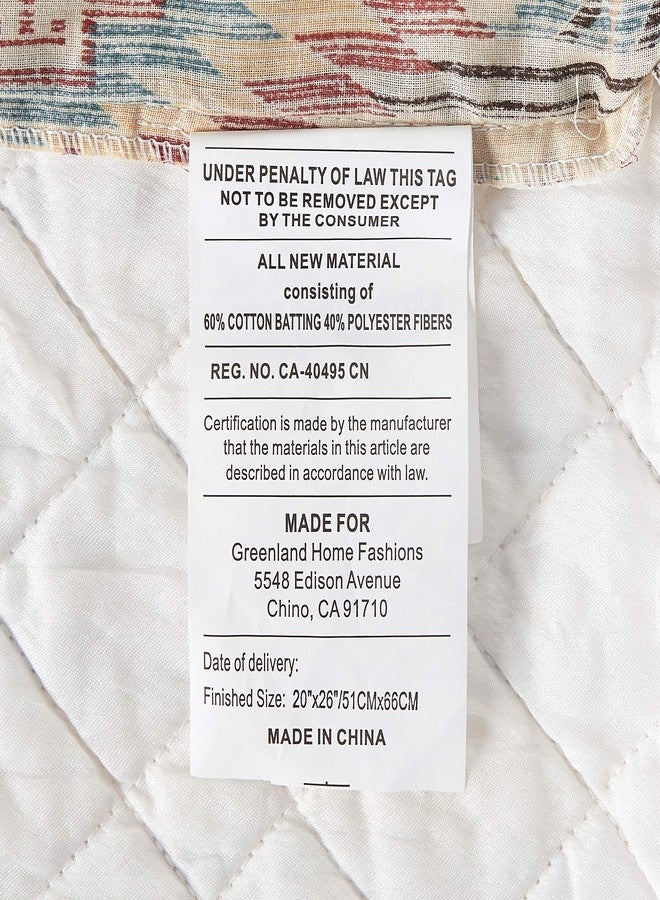 UNDER PENALTY OF LAW THIS TAG
NOT TO BE REMOVED EXCEPT
BY THE CONSUMER
ALL NEW MATERIAL
consisting of
60% COTTON BATTING 40% POLYESTER FIBERS
REG. NO. CA-40495 CN
Certification is made by the manufacturer
that the materials in this article are
described in accordance with law.
MADE FOR
Greenland Home Fashions
5548 Edison Avenue
Chino, CA 91710
Date of delivery:
Finished Size: 20"x26"/51CMx66CM
MADE IN CHINA